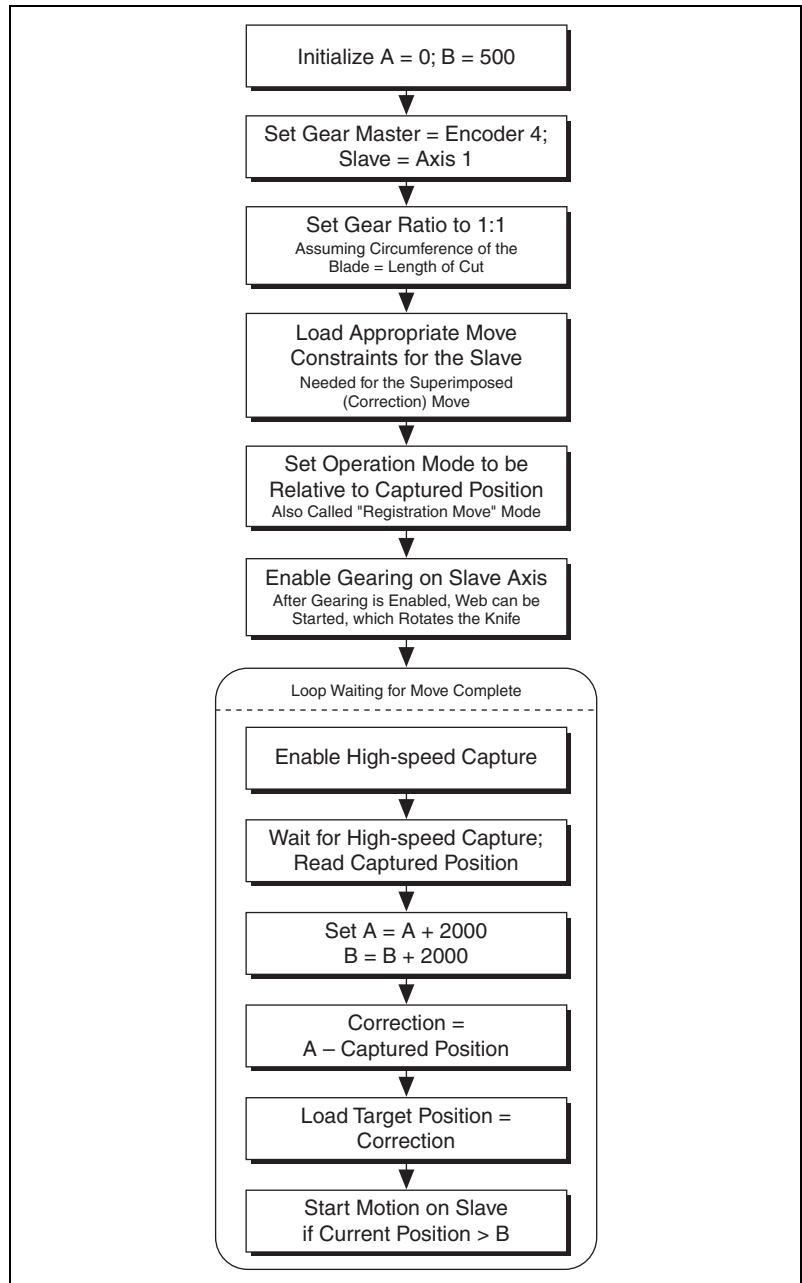 Initialize A = 0; B = 500
Set Gear Master = Encoder 4;
Slave = Axis 1
Set Gear Ratio to 1:1
Assuming Circumference of the
Blade = Length of Cut
Load Appropriate Move
Constraints for the Slave
Needed for the Superimposed
(Correction) Move
Set Operation Mode to be
Relative to Captured Position
Also Called "Registration Move" Mode
Enable Gearing on Slave Axis
After Gearing is Enabled, Web can be
Started, which Rotates the Knife
Loop Waiting for Move Complete
Enable High-speed Capture
Wait for High-speed Capture;
Read Captured Position
Set A = A + 2000
B = B + 2000
Correction =
A – Captured Position
Load Target Position =
Correction
Start Motion on Slave
if Current Position > B